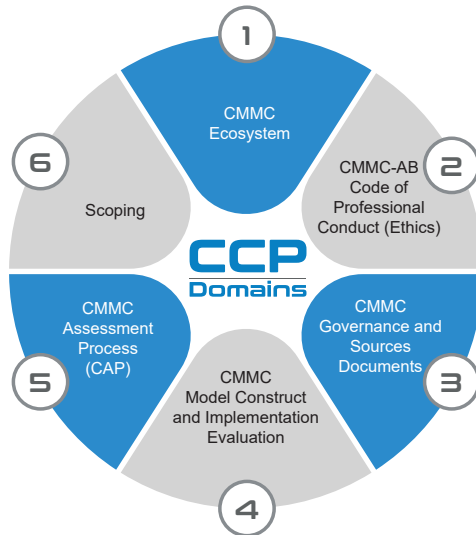 1
CMMC
Ecosystem
2
CMMC-AB
Code of
Professional
Conduct (Ethics)
3
CMMC
Governance and
Sources
Documents
4
CMMC
Model Construct
and Implementation
Evaluation
5
CMMC
Assessment
Process
(CAP)
6
Scoping
CCP
Domains